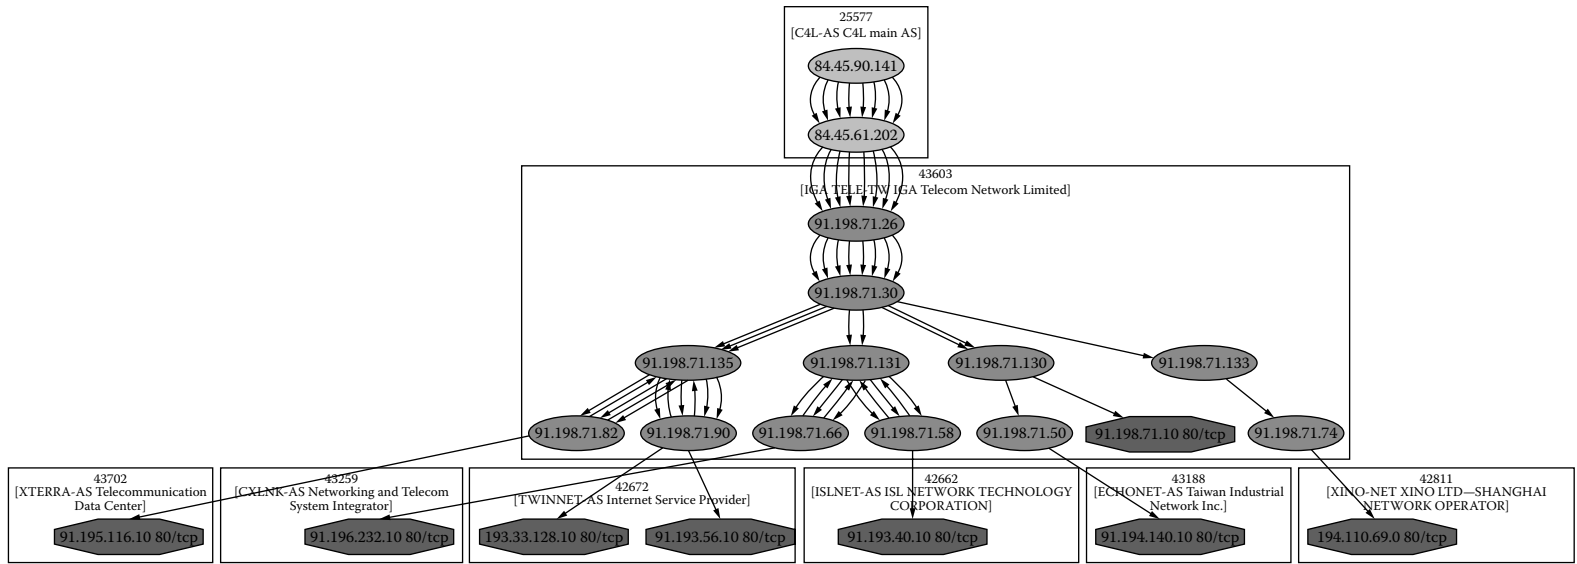 25577
[C4L-AS C4L main AS]
84.45.90.141
84.45.61.202
43603
[IGA TELE-TW IGA Telecom Network Limited]
91.198.71.26
91.198.71.30
91.198.71.135
91.198.71.131
91.198.71.130
91.198.71.133
91.198.71.82
91.198.71.90
91.198.71.66
91.198.71.58
91.198.71.50
91.198.71.10 80/tcp
91.198.71.74
43702
[XTERRA-AS Telecommunication
Data Center]
91.195.116.10 80/tcp
43259
[CXLNK-AS Networking and Telecom
System Integrator]
91.196.232.10 80/tcp
42672
[TWINNET-AS Internet Service Provider]
193.33.128.10 80/tcp
91.193.56.10 80/tcp
42662
[ISLNET-AS ISL NETWORK TECHNOLOGY
CORPORATION]
91.193.40.10 80/tcp
43188
[ECHONET-AS Taiwan Industrial
Network Inc.]
91.194.140.10 80/tcp
42811
[XINO-NET XINO LTD—SHANGHAI
NETWORK OPERATOR]
194.110.69.0 80/tcp